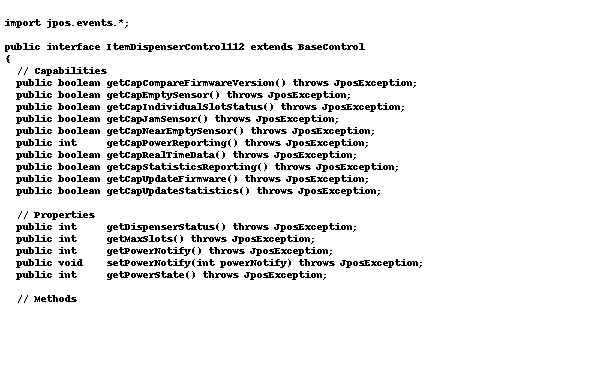 import jpos.events.*;

public interface ItemDispenserControl112 extends BaseControl
{
  // Capabilities
  public boolean getCapCompareFirmwareVersion() throws JposException;
  public boolean getCapEmptySensor() throws JposException;
  public boolean getCapIndividualSlotStatus() throws JposException;
  public boolean getCapJamSensor() throws JposException;
  public boolean getCapNearEmptySensor() throws JposException;
  public int     getCapPowerReporting() throws JposException;
  public boolean getCapRealTimeData() throws JposException;
  public boolean getCapStatisticsReporting() throws JposException;
  public boolean getCapUpdateFirmware() throws JposException;
  public boolean getCapUpdateStatistics() throws JposException;

  // Properties
  public int     getDispenserStatus() throws JposException;
  public int     getMaxSlots() throws JposException;
  public int     getPowerNotify() throws JposException;
  public void    setPowerNotify(int powerNotify) throws JposException;
  public int     getPowerState() throws JposException;

  // Methods